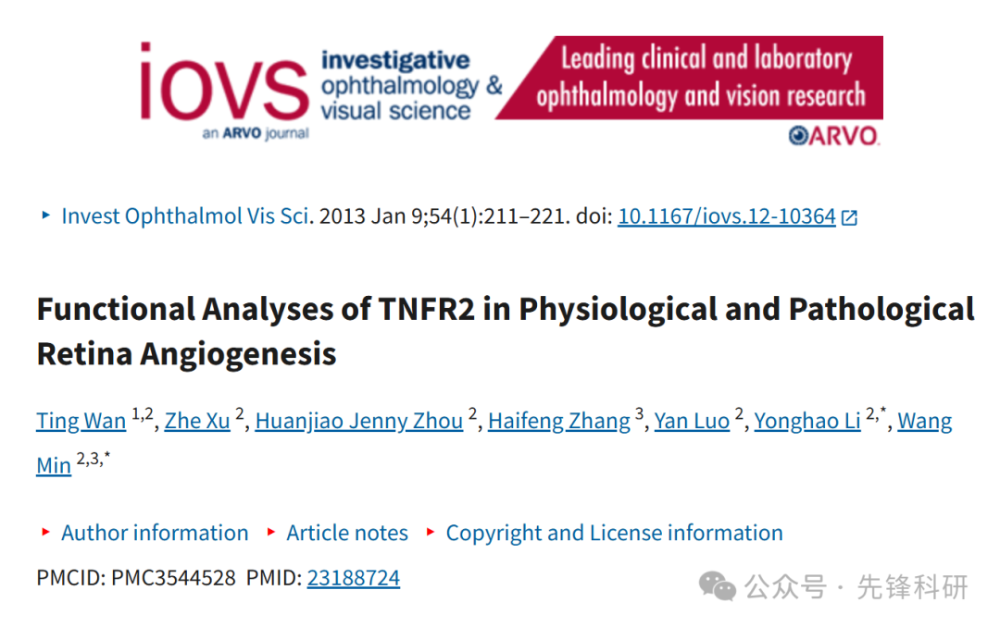 iovs
investigative
ophthalmology &
visual science
an ARVO journal
Leading clinical and laboratory
ophthalmology and vision research
ARVO.
Invest Ophthalmol Vis Sci. 2013 Jan 9;54(1):211–221. doi: 10.1167/iovs.12-10364
Functional Analyses of TNFR2 in Physiological and Pathological
Retina Angiogenesis
Ting Wan 1,2, Zhe Xu 2, Huanjiao Jenny Zhou 2, Haifeng Zhang 3, Yan Luo 2, Yonghao Li 2,*, Wang
Min 2,3,*
Author information Article notes Copyright and License information
PMCID: PMC3544528 PMID: 23188724
公众号 · 先锋科研